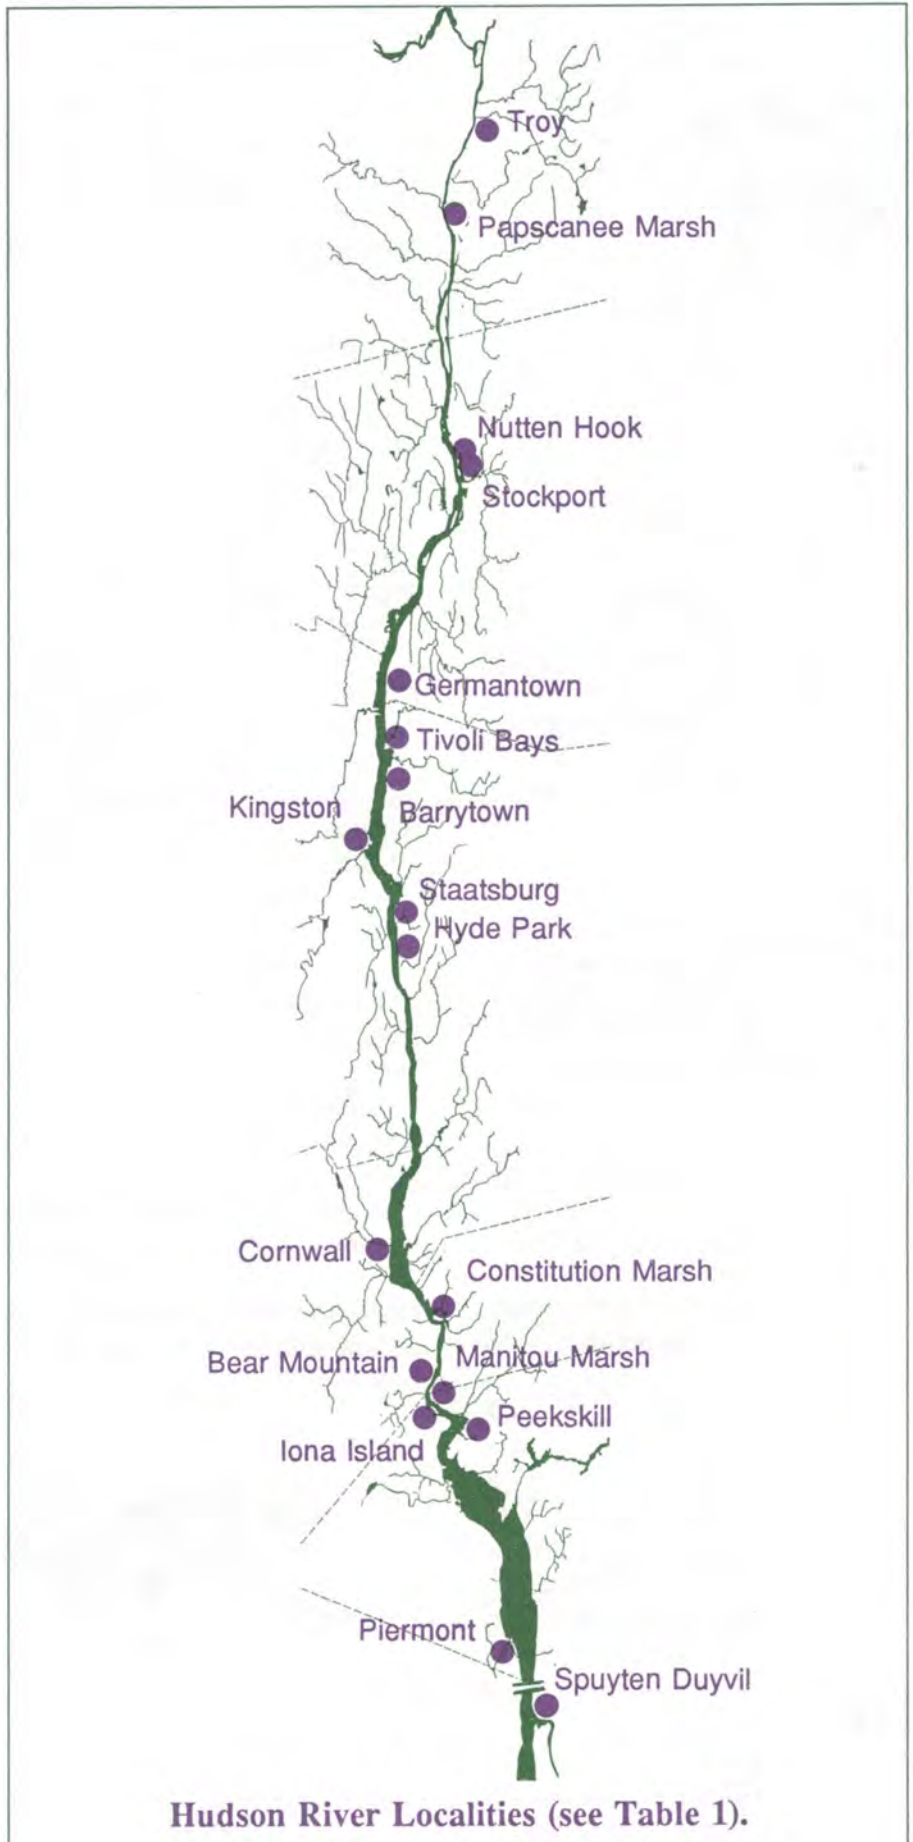 Troy
Papscanee Marsh
Nutten Hook
Stockport
Germantown
Tivoli Bays
Kingston
Barrytown
Staatsburg
Hyde Park
Cornwall
Constitution Marsh
Bear Mountain
Manitou Marsh
Peekskill
Iona Island
Piermont
Spuyten Duyvil
Hudson River Localities (see Table 1).